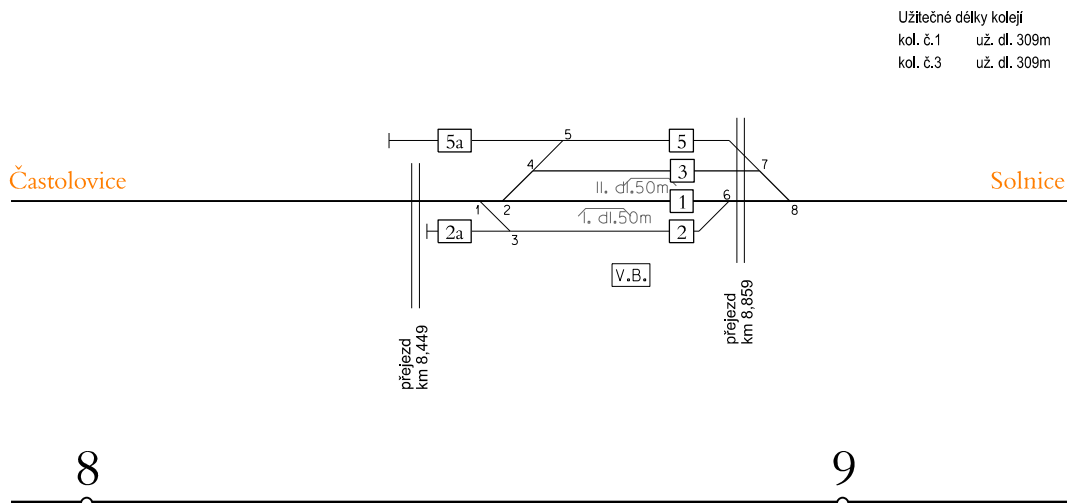 Užitečné délky kolejí
kol. č.1 už. dl. 309m
kol. č.3 už. dl. 309m
5a 5 5
4 3 7
Častolovice Solnice
II. dl.50m
1 2 1 6 8
I. dl.50m
2a 3 2
V.B.
přejezd
km 8,449
přejezd
km 8,859
8 9